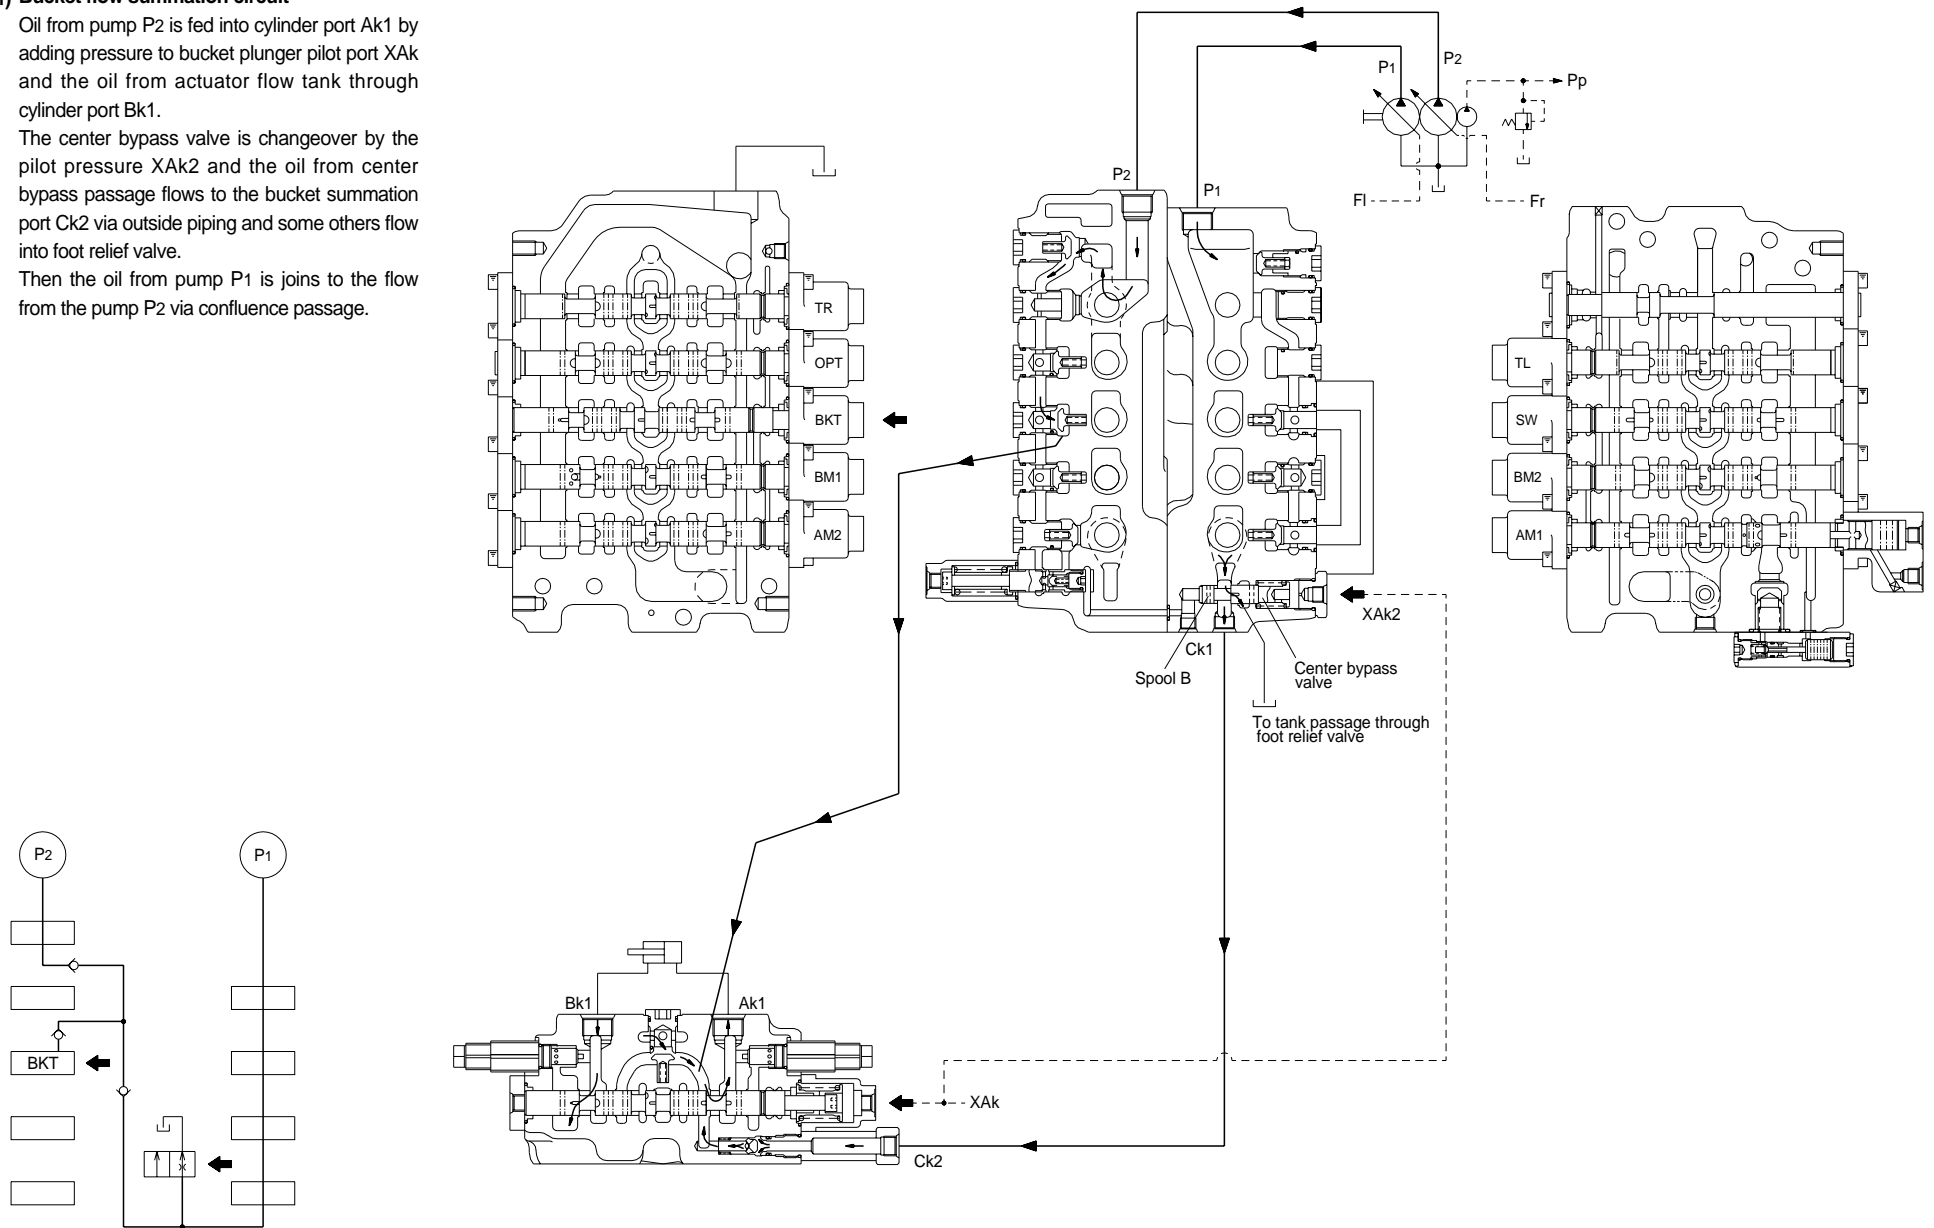 Bucket flow summation circuit
Oil from pump P2 is fed into cylinder port Ak1 by
adding pressure to bucket plunger pilot port XAk
and the oil from actuator flow tank through
cylinder port Bk1.
The center bypass valve is changeover by the
pilot pressure XAk2 and the oil from center
bypass passage flows to the bucket summation
port Ck2 via outside piping and some others flow
into foot relief valve.
Then the oil from pump P1 is joins to the flow
from the pump P2 via confluence passage.
P1
P2
Pp
Fl
Fr
P2
P1
TR
OPT
BKT
BM1
AM2
TL
SW
BM2
AM1
XAk2
Ck1
Spool B
Center bypass
valve
To tank passage through
foot relief valve
P2
P1
BKT
Bk1
Ak1
XAk
Ck2